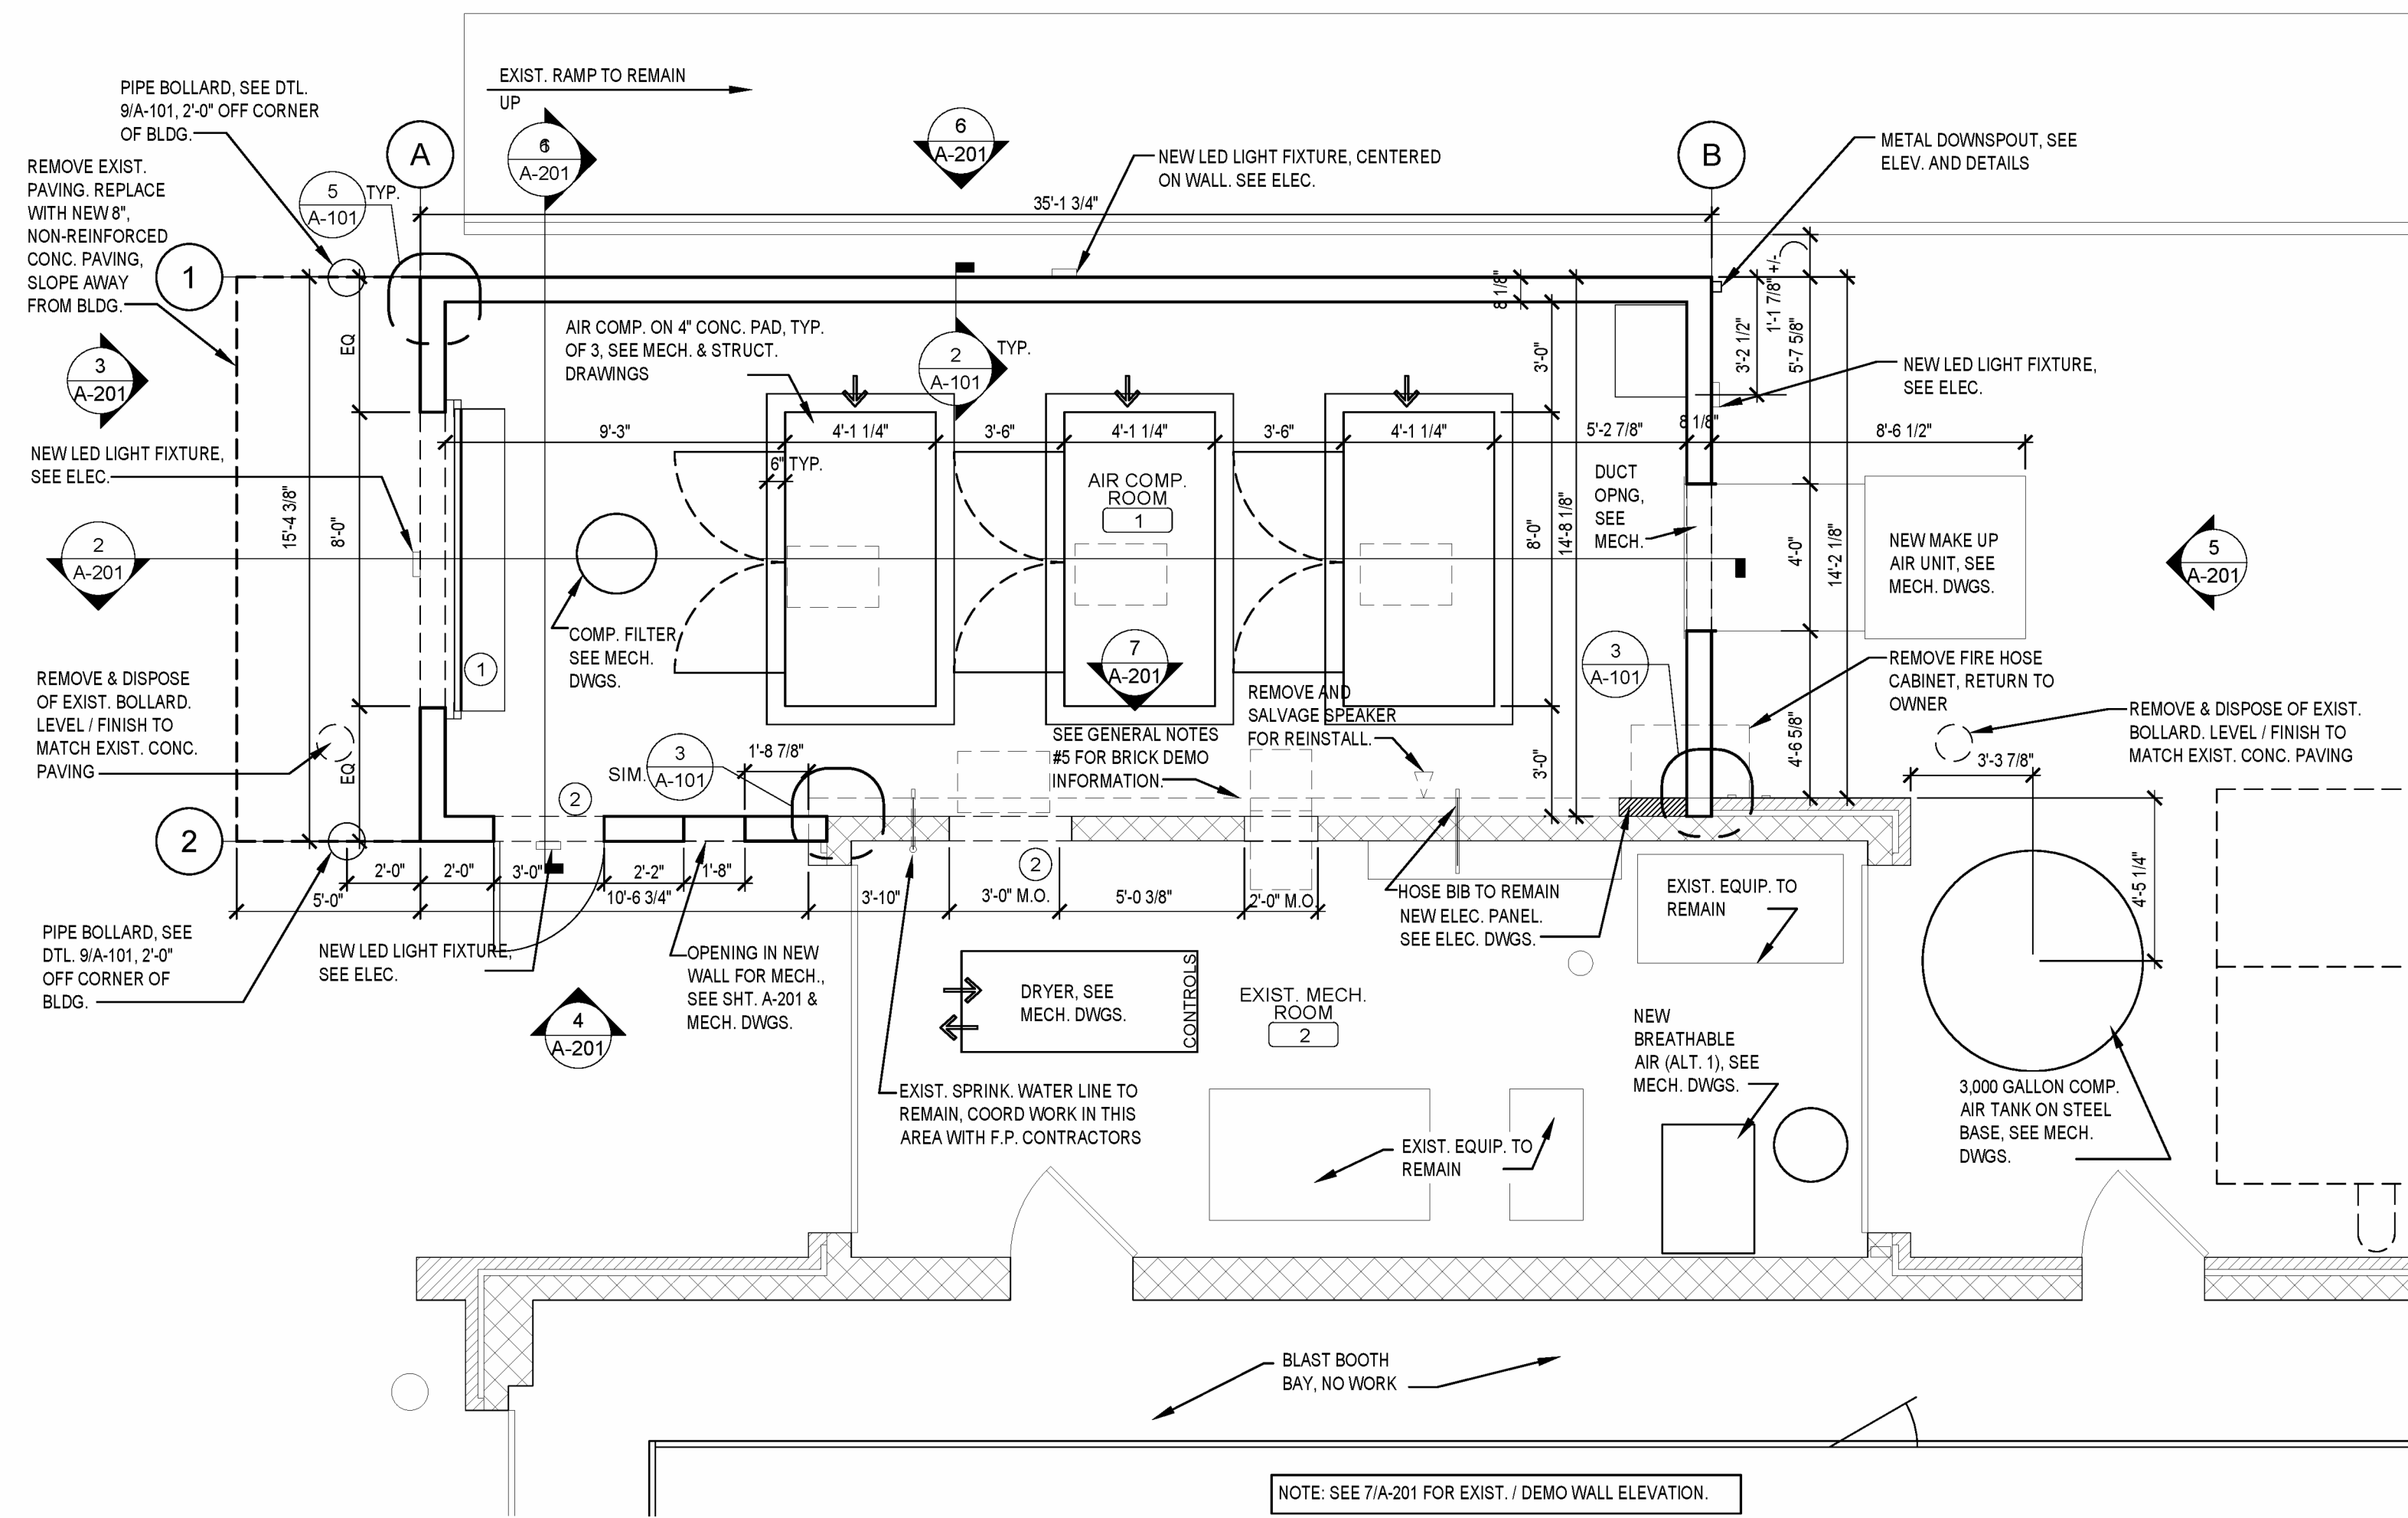 EXIST. RAMP TO REMAIN
UP
PIPE BOLLARD, SEE DTL.
9/A-101, 2'-0" OFF CORNER
OF BLDG.
REMOVE EXIST.
PAVING. REPLACE
WITH NEW 8",
NON-REINFORCED
CONC. PAVING,
SLOPE AWAY
FROM BLDG.
5
A-101
TYP.
A
6
A-201
6
A-201
NEW LED LIGHT FIXTURE, CENTERED
ON WALL. SEE ELEC.
B
METAL DOWNSPOUT, SEE
ELEV. AND DETAILS
35'-1 3/4"
1
3
A-201
EQ
AIR COMP. ON 4" CONC. PAD, TYP.
OF 3, SEE MECH. & STRUCT.
DRAWINGS
2
A-101
TYP.
8 1/8"
3'-0"
3'-2 1/2"
1'-1 7/8" +/-
5'-7 5/8"
NEW LED LIGHT FIXTURE,
SEE ELEC.
NEW LED LIGHT FIXTURE,
SEE ELEC.
9'-3"
4'-1 1/4"
3'-6"
4'-1 1/4"
3'-6"
4'-1 1/4"
5'-2 7/8"
8 1/8"
8'-6 1/2"
6" TYP.
AIR COMP.
ROOM
1
DUCT
OPNG,
SEE
MECH.
15'-4 3/8"
8'-0"
8'-0"
14'-8 1/8"
4'-0"
14'-2 1/8"
NEW MAKE UP
AIR UNIT, SEE
MECH. DWGS.
2
A-201
5
A-201
COMP. FILTER
SEE MECH.
DWGS.
1
7
A-201
3
A-101
REMOVE FIRE HOSE
CABINET, RETURN TO
OWNER
REMOVE & DISPOSE
OF EXIST. BOLLARD.
LEVEL / FINISH TO
MATCH EXIST. CONC.
PAVING
EQ
SIM.
3
A-101
1'-8 7/8"
SEE GENERAL NOTES
#5 FOR BRICK DEMO
INFORMATION.
REMOVE AND
SALVAGE SPEAKER
FOR REINSTALL.
3'-0"
4'-6 5/8"
REMOVE & DISPOSE OF EXIST.
BOLLARD. LEVEL / FINISH TO
MATCH EXIST. CONC. PAVING
3'-3 7/8"
2
2
2
2'-0"
2'-0"
3'-0"
2'-2"
1'-8"
5'-0"
10'-6 3/4"
3'-10"
3'-0" M.O.
5'-0 3/8"
2'-0" M.O.
HOSE BIB TO REMAIN
NEW ELEC. PANEL.
SEE ELEC. DWGS.
EXIST. EQUIP. TO
REMAIN
4'-5 1/4"
PIPE BOLLARD, SEE
DTL. 9/A-101, 2'-0"
OFF CORNER OF
BLDG.
NEW LED LIGHT FIXTURE,
SEE ELEC.
4
A-201
OPENING IN NEW
WALL FOR MECH.,
SEE SHT. A-201 &
MECH. DWGS.
DRYER, SEE
MECH. DWGS.
CONTROLS
EXIST. MECH.
ROOM
2
NEW
BREATHABLE
AIR (ALT. 1), SEE
MECH. DWGS.
EXIST. SPRINK. WATER LINE TO
REMAIN, COORD WORK IN THIS
AREA WITH F.P. CONTRACTORS
EXIST. EQUIP. TO
REMAIN
3,000 GALLON COMP.
AIR TANK ON STEEL
BASE, SEE MECH.
DWGS.
BLAST BOOTH
BAY, NO WORK
NOTE: SEE 7/A-201 FOR EXIST. / DEMO WALL ELEVATION.